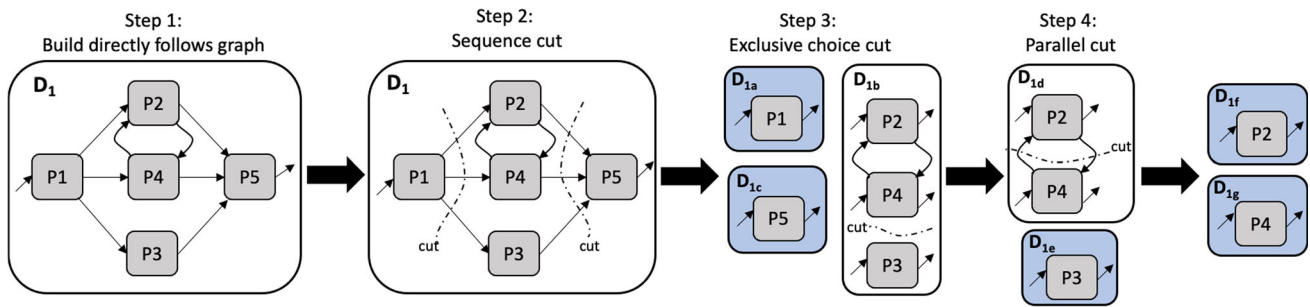 Step 1:
Build directly follows graph
D1
P2
P1
P4
P5
P3
Step 2:
Sequence cut
D1
P2
P1
P4
P5
P3
cut
cut
Step 3:
Exclusive choice cut
D1a
P1
D1c
P5
D1b
P2
P4
cut
P3
Step 4:
Parallel cut
D1d
P2
cut
P4
D1e
P3
D1f
P2
D1g
P4